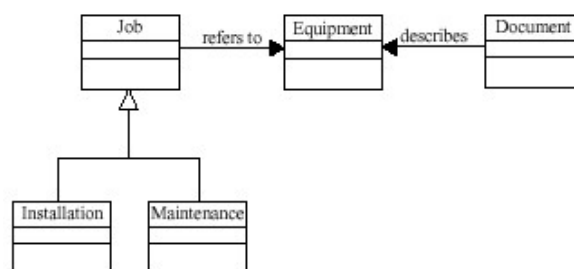 Job
refers to
Equipment
describes
Document
Installation
Maintenance